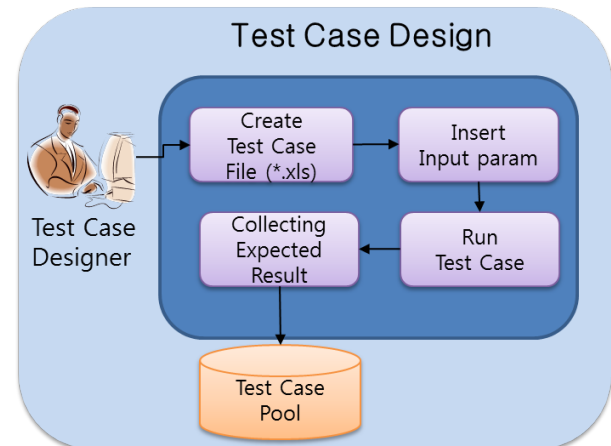 Test Case Design
Create
Test Case
File (*.xls)
Insert
Input param
Test Case
Designer
Collecting
Expected
Result
Run
Test Case
Test Case
Pool